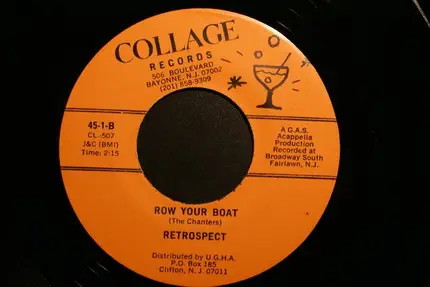 COLLAGE
RECORDS
506 BOULEVARD
BAYONNE, N.J. 07002
(201) 858-9309
45-1-B
CL-507
J&C (BMI)
Time: 2:15
A G.A.S.
Acappella
Production
Recorded at
Broadway South
Fairlawn, N.J.
ROW YOUR BOAT
(The Chanters)
RETROSPECT
Distributed by U.G.H.A.
P.O. Box 185
Clifton, N.J. 07011